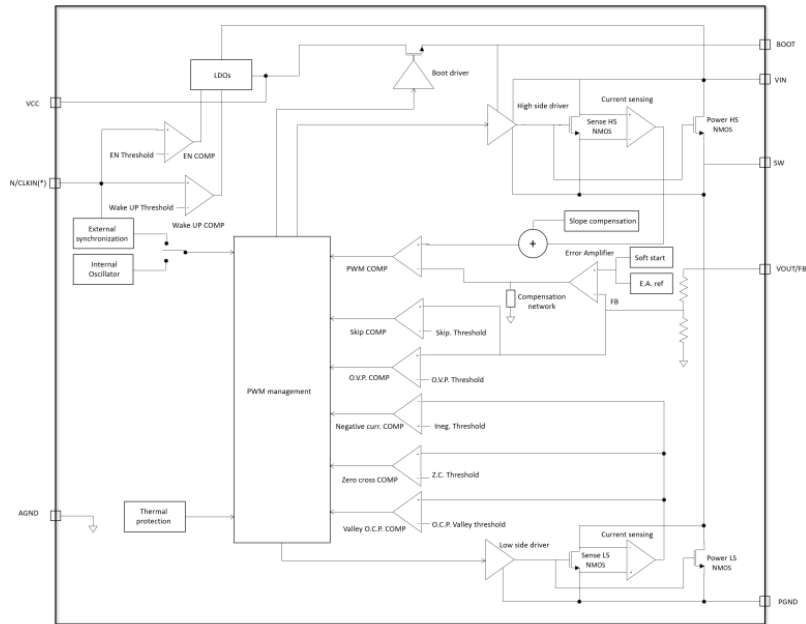 BOOT
LDOs
Boot driver
VIN
VCC
High side driver
Current sensing
Sense HS
NMOS
Power HS
NMOS
EN Threshold
EN COMP
SW
N/CLKIN(*)
Wake UP Threshold
Wake UP COMP
External
synchronization
Slope compensation
+
Internal
Oscillator
PWM COMP
Error Amplifier
Soft start
E.A. ref
VOUT/FB
Compensation
network
FB
Skip COMP
Skip. Threshold
O.V.P. COMP
O.V.P. Threshold
PWM management
Negative curr. COMP
Ineg. Threshold
Zero cross COMP
Z.C. Threshold
AGND
Thermal
protection
Valley O.C.P. COMP
O.C.P. Valley threshold
Low side driver
Current sensing
Sense LS
NMOS
Power LS
NMOS
PGND